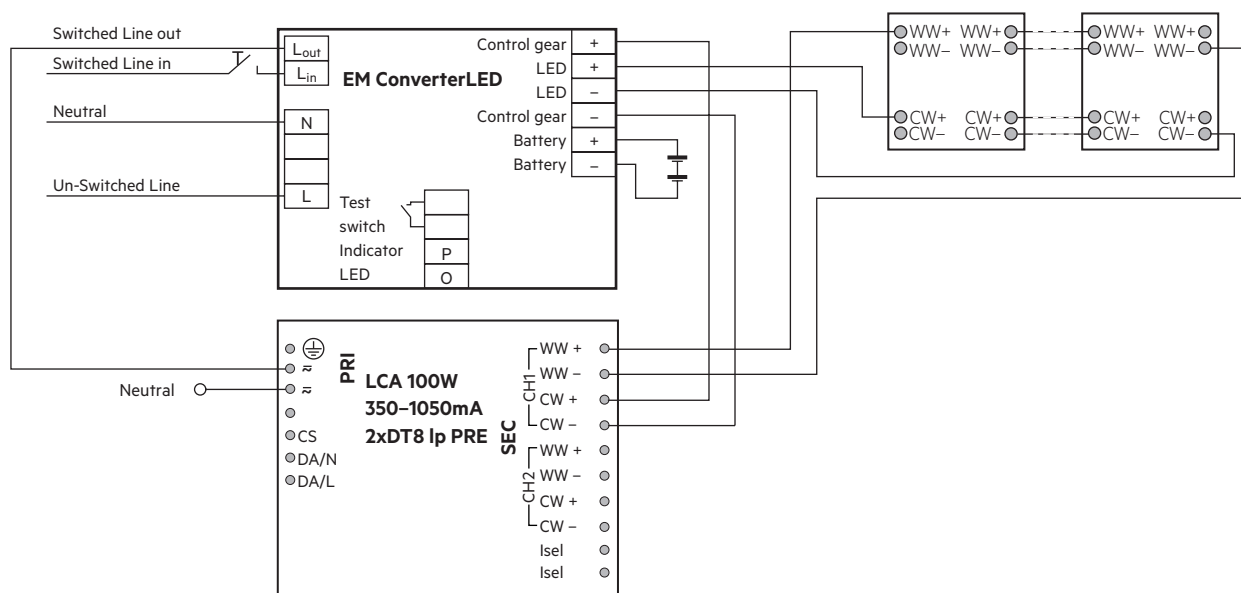 Switched Line out
Switched Line in
Neutral
Un-Switched Line
Lout
Lin
N
L
EM ConverterLED
Control gear +
LED +
LED −
Control gear −
Battery +
Battery −
Test
switch
Indicator P
LED O
WW+ WW+ WW+ WW+
WW− WW− WW− WW−
CW+ CW+ CW+ CW+
CW− CW− CW− CW−
Neutral
PRI
LCA 100W
350–1050mA
2xDT8 lp PRE
SEC
CS
DA/N
DA/L
CH1
WW +
WW −
CW +
CW −
CH2
WW +
WW −
CW +
CW −
Isel
Isel